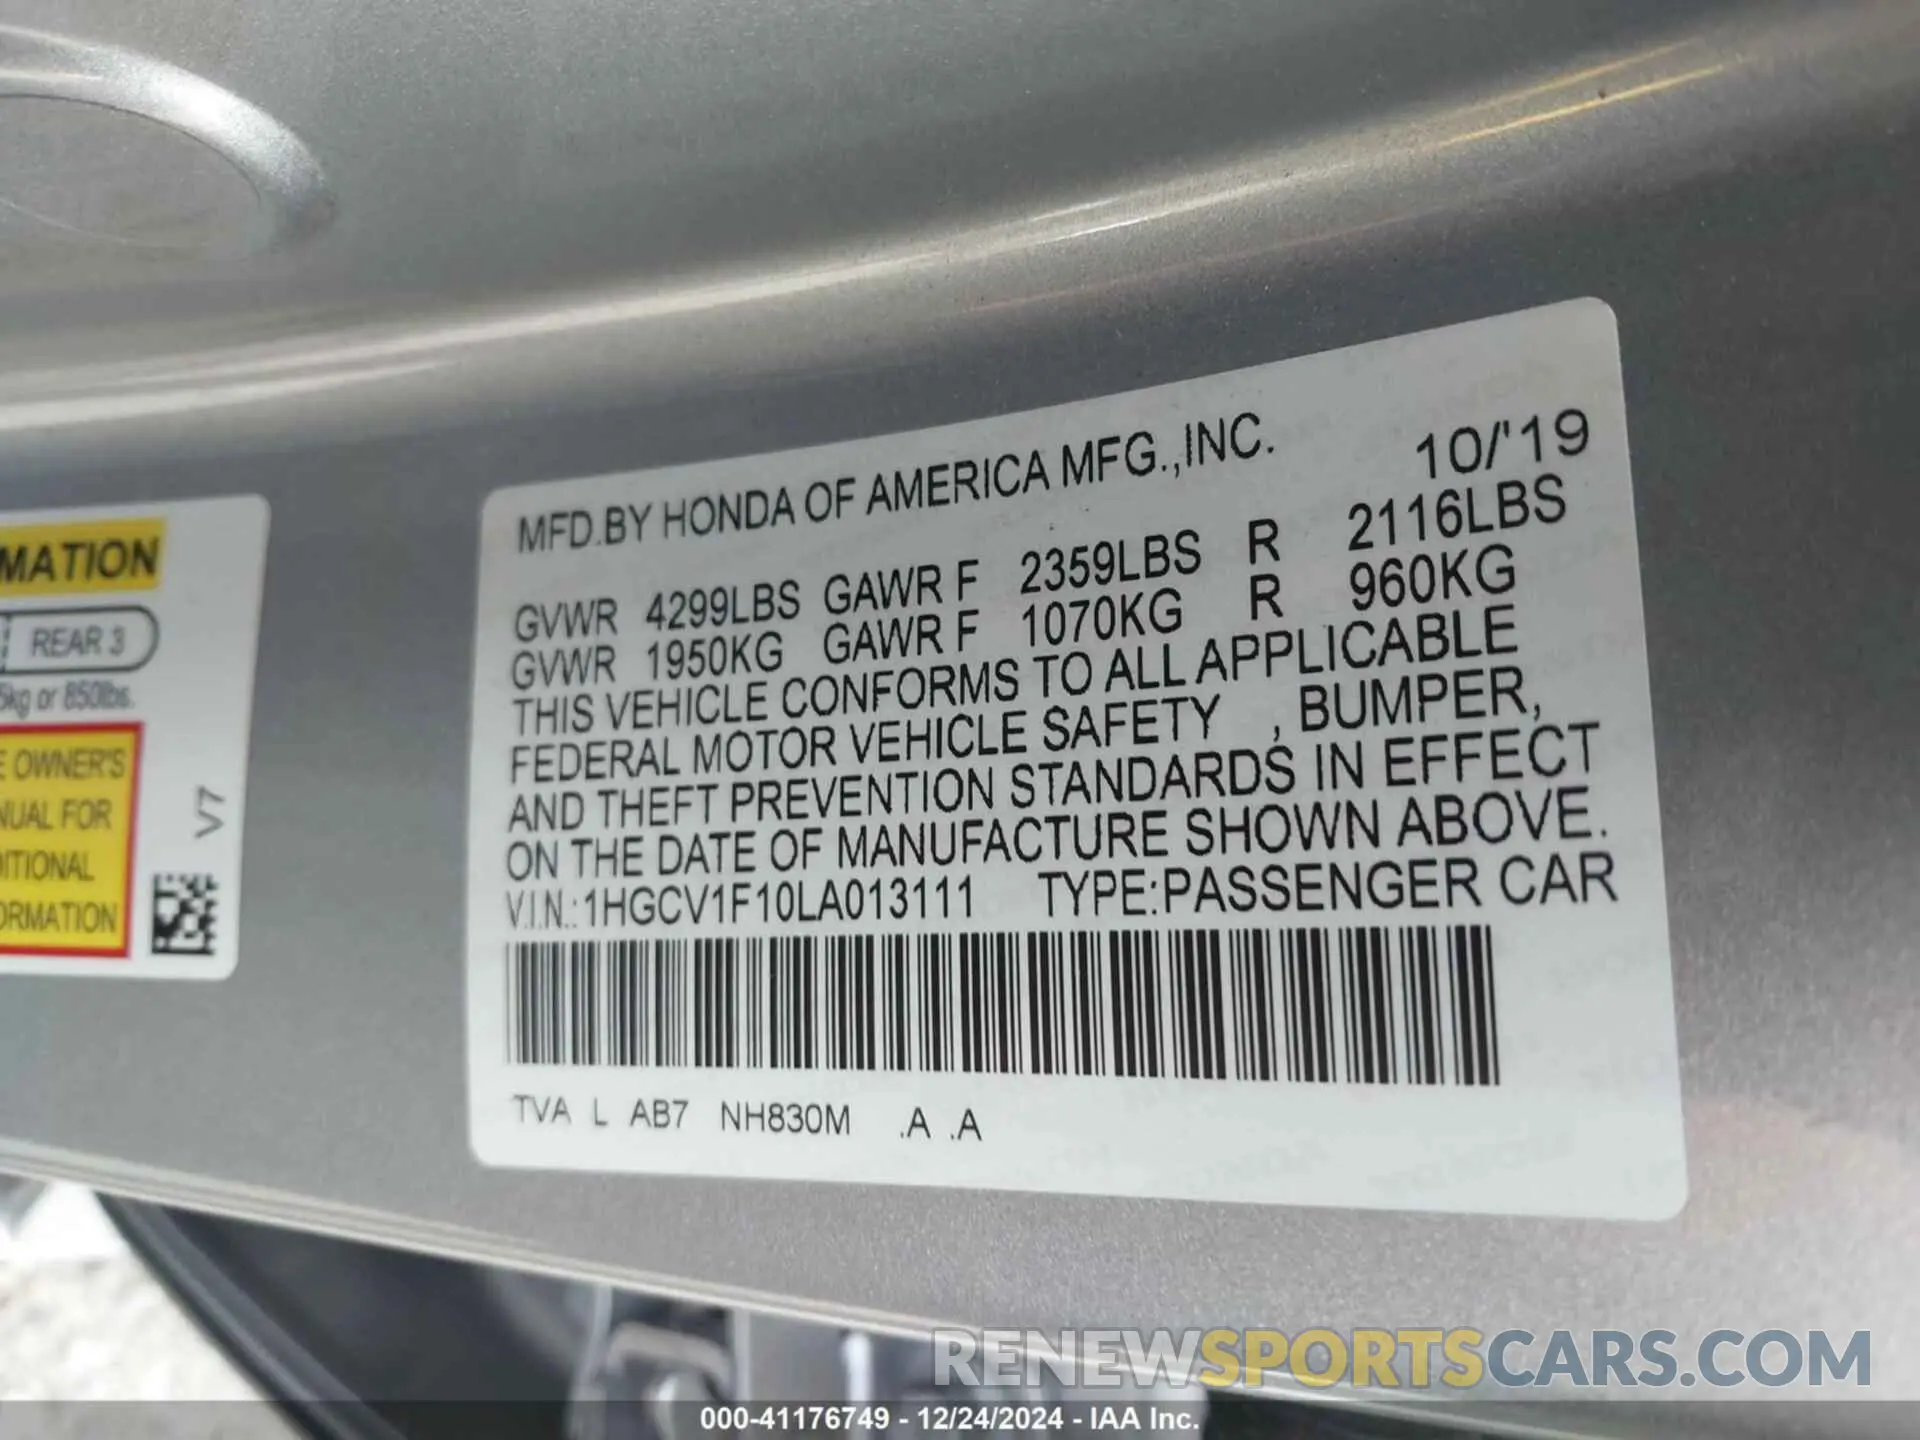 MATION
REAR 3
5kg or 850lbs.
E OWNER'S
NUAL FOR
DITIONAL
ORMATION
V7
MFD.BY HONDA OF AMERICA MFG.,INC. 10/'19
GVWR 4299LBS GAWR F 2359LBS R 2116LBS
GVWR 1950KG GAWR F 1070KG R 960KG
THIS VEHICLE CONFORMS TO ALL APPLICABLE
FEDERAL MOTOR VEHICLE SAFETY , BUMPER,
AND THEFT PREVENTION STANDARDS IN EFFECT
ON THE DATE OF MANUFACTURE SHOWN ABOVE.
V.I.N.:1HGCV1F10LA013111 TYPE:PASSENGER CAR
TVA L AB7 NH830M .A .A
RENEWSPORTSCARS.COM
000-41176749 - 12/24/2024 - IAA Inc.